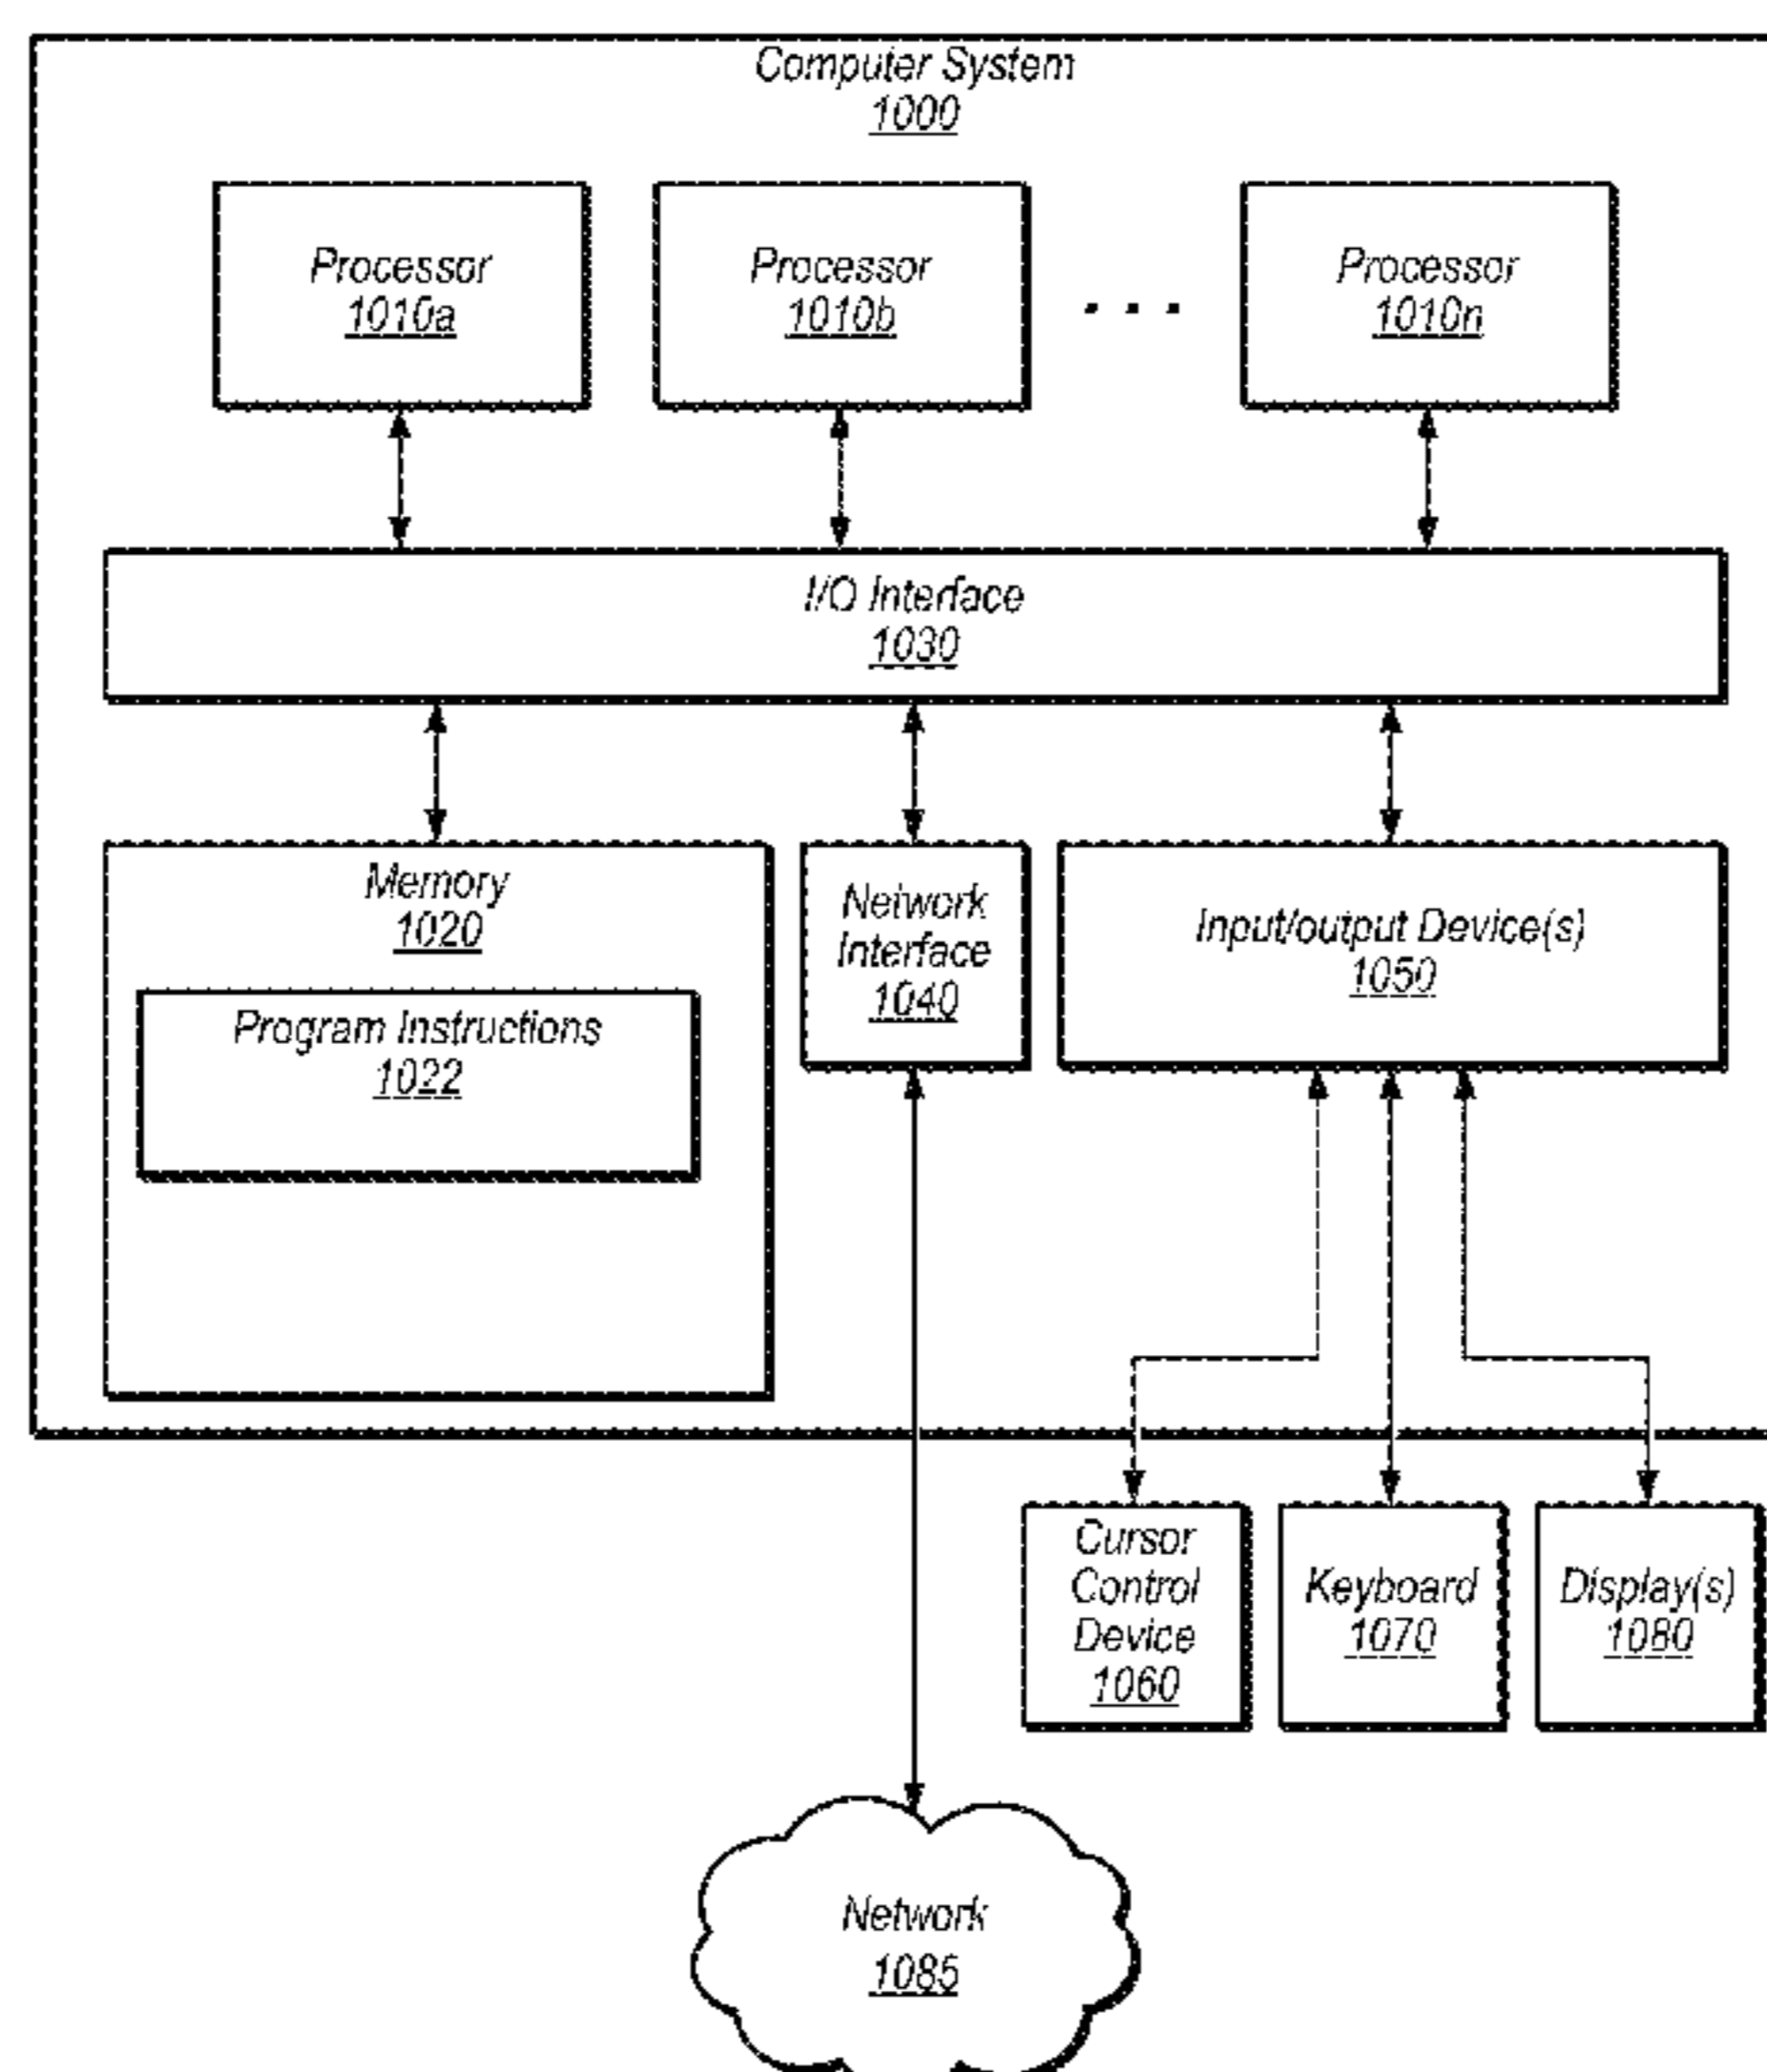 Computer System
1000
Processor
1010a
Processor
1010b
. . .
Processor
1010n
I/O Interface
1030
Memory
1020
Program Instructions
1022
Network
Interface
1040
Input/output Device(s)
1050
Cursor
Control
Device
1060
Keyboard
1070
Display(s)
1080
Network
1085